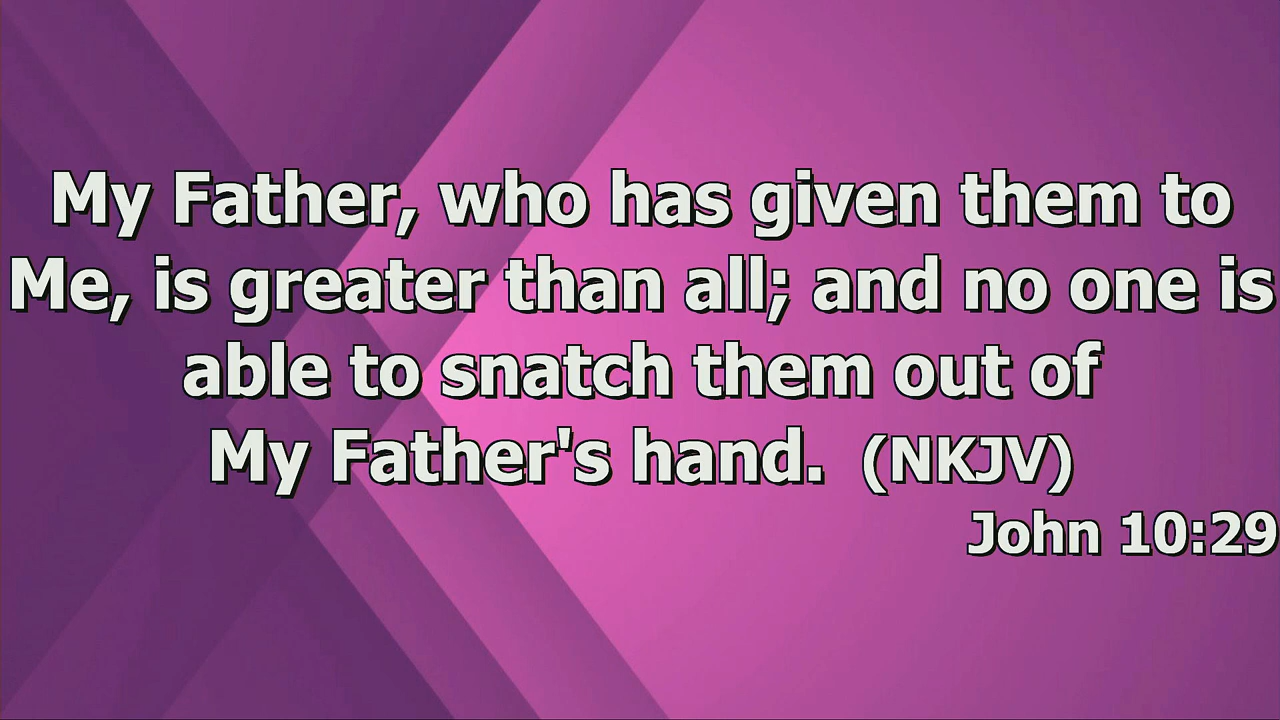 My Father, who has given them to
Me, is greater than all; and no one is
able to snatch them out of
My Father's hand.  (NKJV)
John 10:29